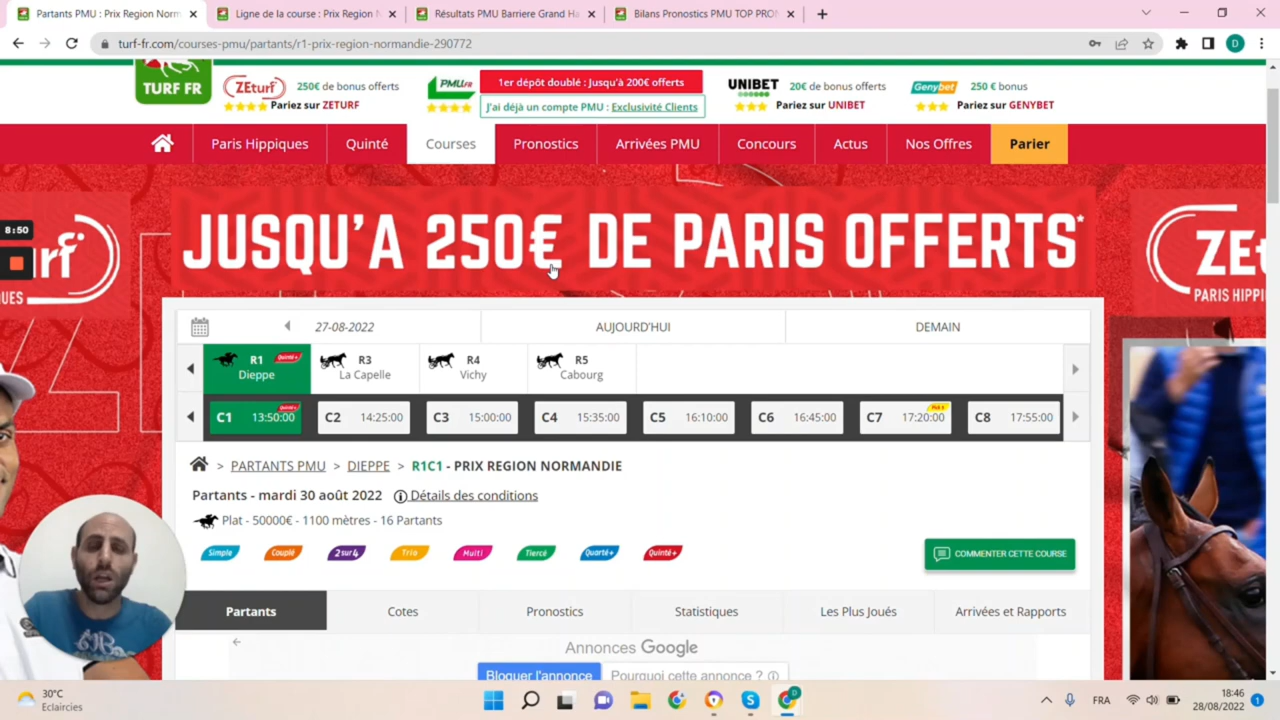 Partants PMU : Prix Region Norm
Ligne de la course : Prix Region N
Résultats PMU Barriere Grand Ha
Bilans Pronostics PMU TOP PRON
turf-fr.com/courses-pmu/partants/r1-prix-region-normandie-290772
D
TURF FR
ZEturf
250€ de bonus offerts
Pariez sur ZETURF
PMU.FR
1er dépôt doublé : Jusqu'à 200€ offerts
J'ai déjà un compte PMU : Exclusivité Clients
UNIBET
20€ de bonus offerts
Pariez sur UNIBET
Genybet
250 € bonus
Pariez sur GENYBET
Paris Hippiques
Quinté
Courses
Pronostics
Arrivées PMU
Concours
Actus
Nos Offres
Parier
8:50
JUSQU'A 250€ DE PARIS OFFERTS*
27-08-2022
AUJOURD'HUI
DEMAIN
R1 Quinté+
Dieppe
R3
La Capelle
R4
Vichy
R5
Cabourg
C1 13:50:00
C2 14:25:00
C3 15:00:00
C4 15:35:00
C5 16:10:00
C6 16:45:00
C7 17:20:00
C8 17:55:00
> PARTANTS PMU > DIEPPE > R1C1 - PRIX REGION NORMANDIE
Partants - mardi 30 août 2022 Détails des conditions
Plat - 50000€ - 1100 mètres - 16 Partants
Simple
Couplé
2sur4
Trio
Multi
Tiercé
Quarté+
Quinté+
COMMENTER CETTE COURSE
Partants
Cotes
Pronostics
Statistiques
Les Plus Joués
Arrivées et Rapports
Annonces Google
Bloquer l'annonce
Pourquoi cette annonce ?
30°C
Eclaircies
FRA
18:46
28/08/2022
1